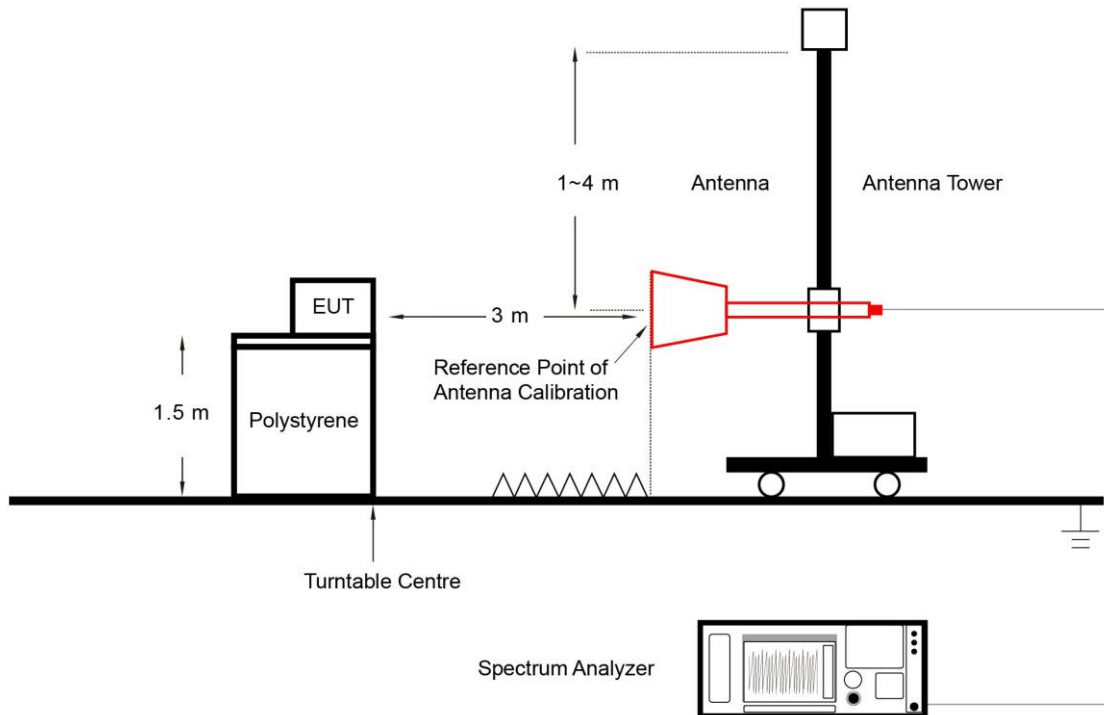 1~4 m
Antenna
Antenna Tower
EUT
3 m
Reference Point of
Antenna Calibration
1.5 m
Polystyrene
Turntable Centre
Spectrum Analyzer